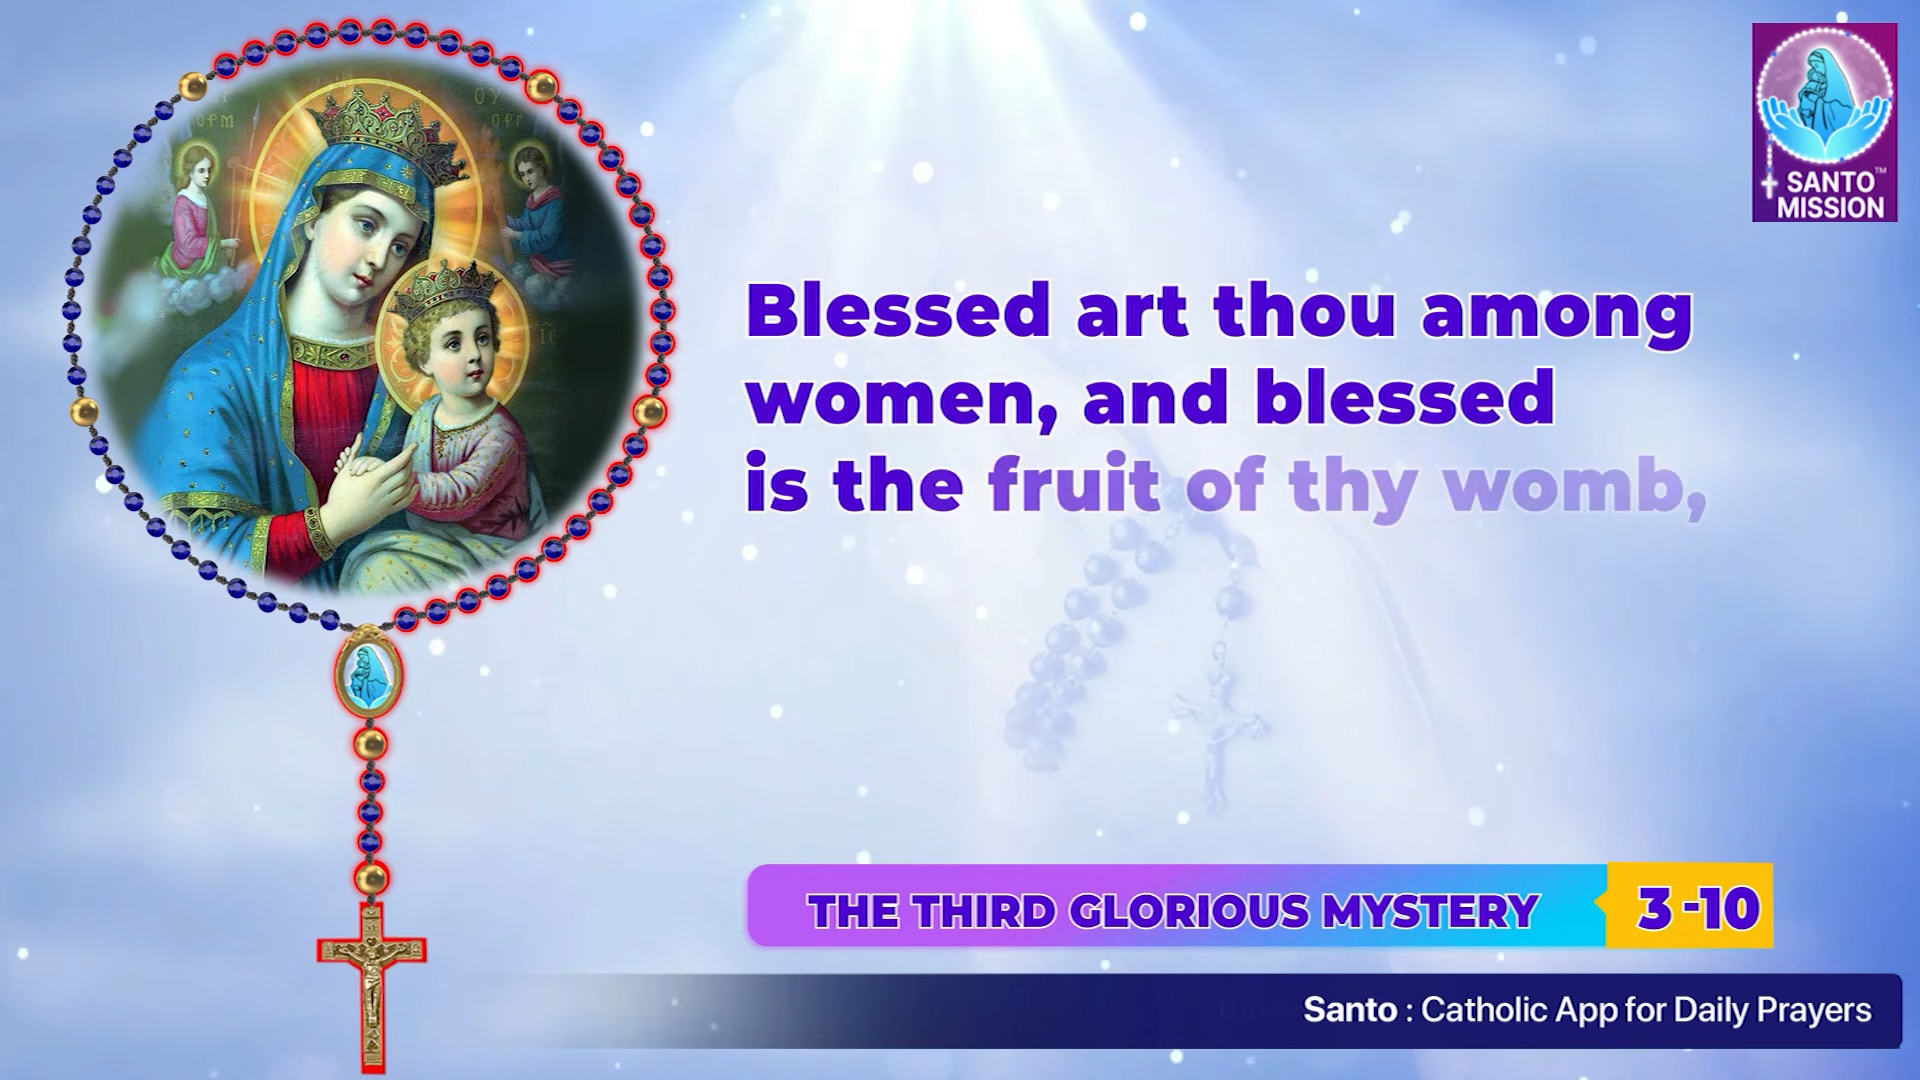 SANTO™
MISSION
Blessed art thou among
women, and blessed
is the fruit of thy womb,
THE THIRD GLORIOUS MYSTERY
3 -10
Santo : Catholic App for Daily Prayers